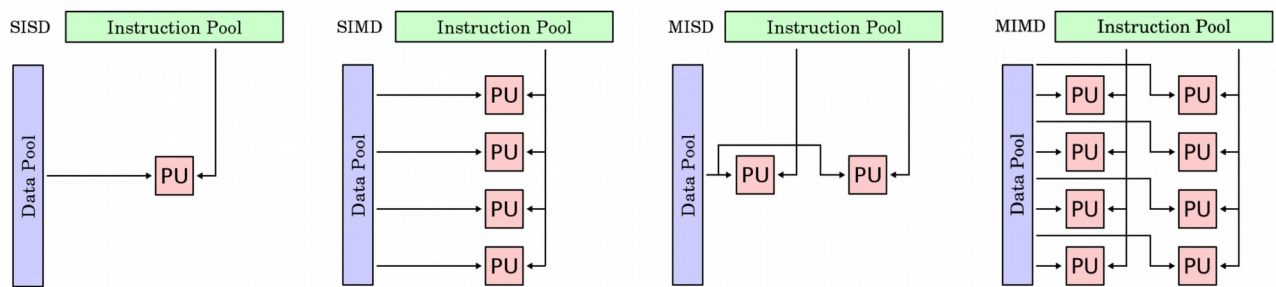 SISD
Instruction Pool
Data Pool
PU
SIMD
Instruction Pool
Data Pool
PU
PU
PU
PU
MISD
Instruction Pool
Data Pool
PU
PU
MIMD
Instruction Pool
Data Pool
PU
PU
PU
PU
PU
PU
PU
PU